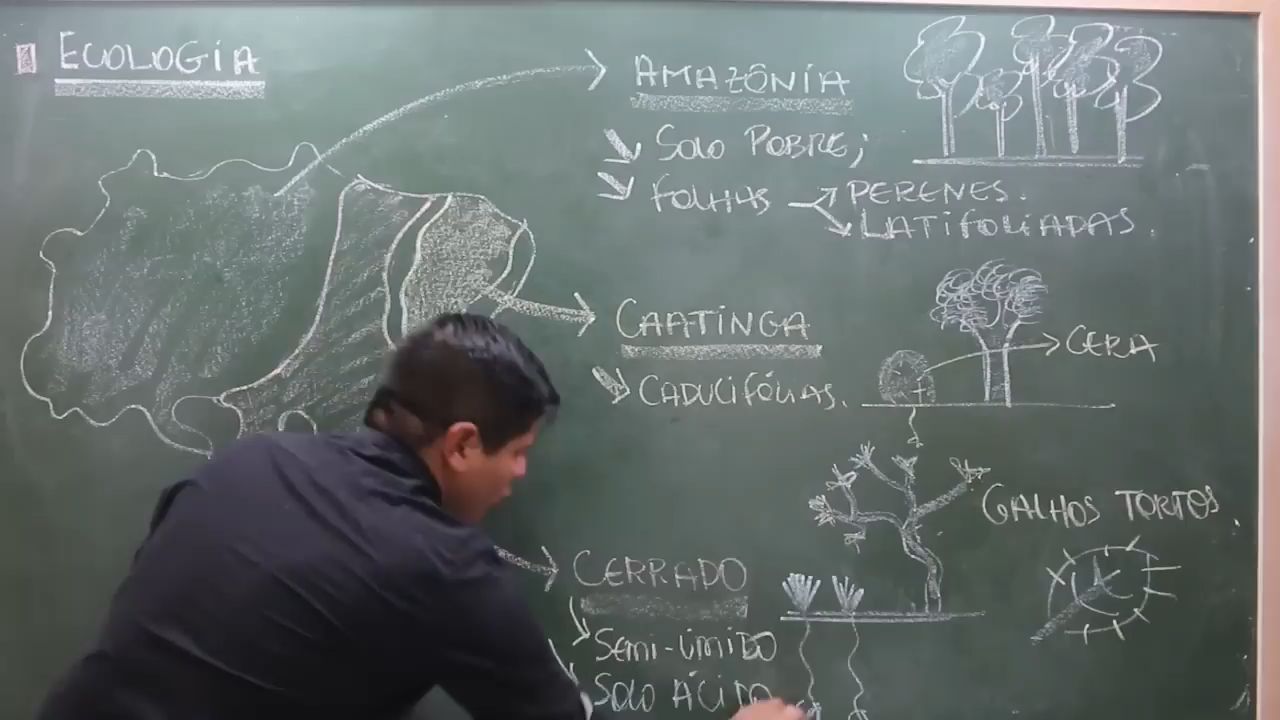 ECOLOGIA
AMAZÔNIA
SOLO POBRE;
FOLHAS PERENES.
LATIFOLIADAS.
CAATINGA
CERA
CADUCIFÓLIAS.
GALHOS TORTOS.
CERRADO
SEMI-ÚMIDO
SOLO ÁCIDO